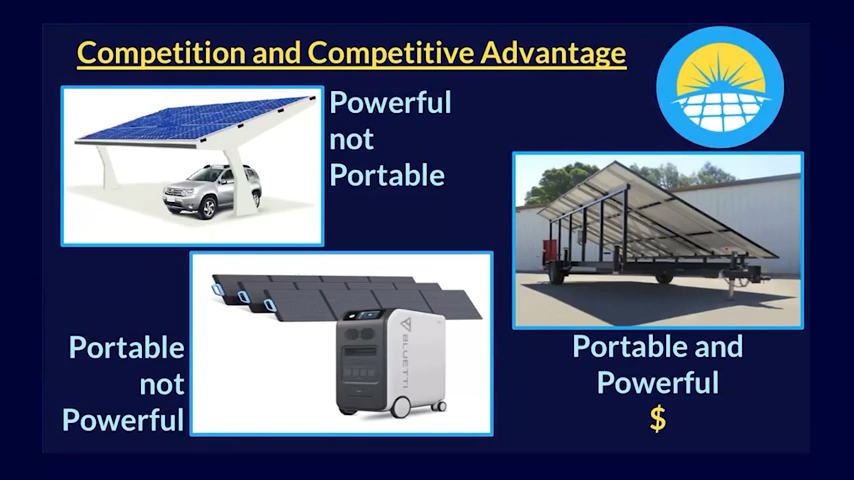 Competition and Competitive Advantage
Powerful
not
Portable
Portable
not
Powerful
BLUETTI
Portable and
Powerful
$